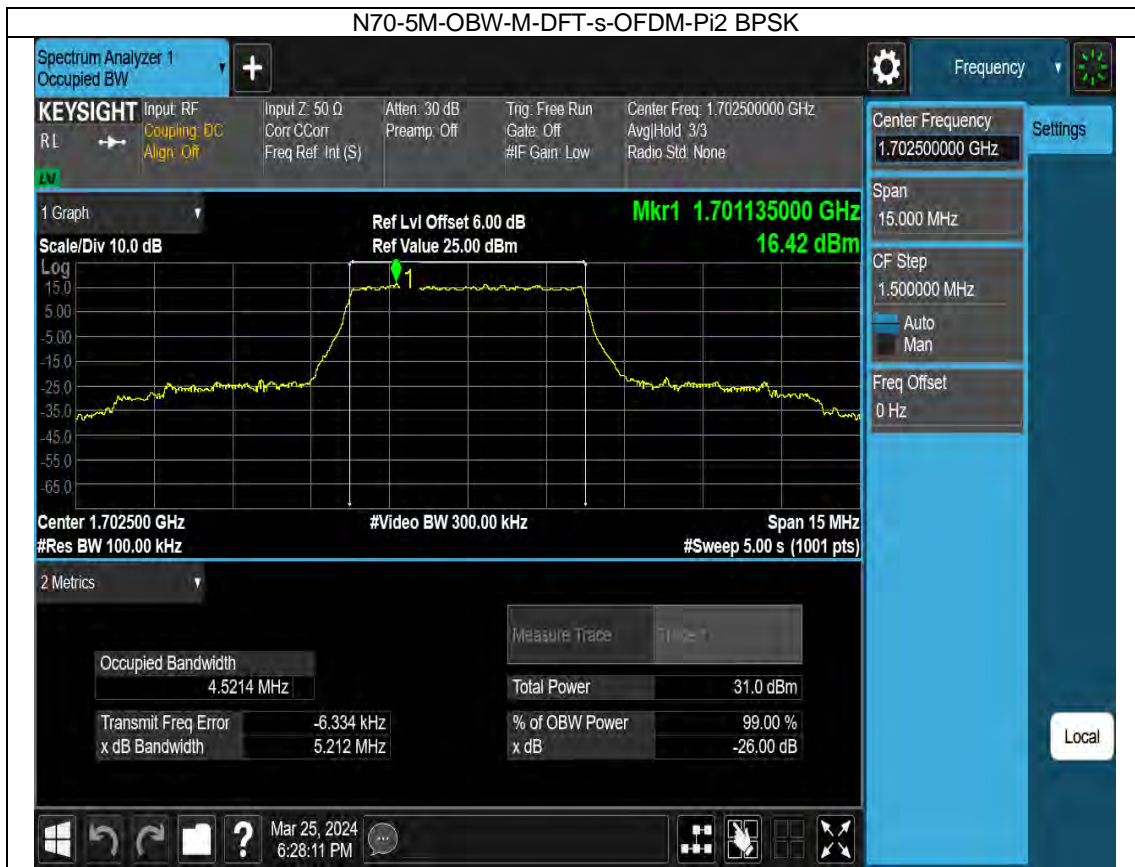 N70-5M-OBW-M-DFT-s-OFDM-Pi2 BPSK
Spectrum Analyzer 1
Occupied BW
Frequency
KEYSIGHT
RL
LV
Input: RF
Coupling: DC
Align: Off
Input Z: 50 Ω
Corr CCorr
Freq Ref: Int (S)
Atten: 30 dB
Preamp: Off
Trig: Free Run
Gate: Off
#IF Gain: Low
Center Freq: 1.702500000 GHz
Avg|Hold: 3/3
Radio Std: None
Center Frequency
1.702500000 GHz
Settings
Span
15.000 MHz
CF Step
1.500000 MHz
Auto
Man
Freq Offset
0 Hz
Local
1 Graph
Scale/Div 10.0 dB
Ref Lvl Offset 6.00 dB
Ref Value 25.00 dBm
Mkr1 1.701135000 GHz
16.42 dBm
Log
1
15.0
5.00
-5.00
-15.0
-25.0
-35.0
-45.0
-55.0
-65.0
Center 1.702500 GHz
#Res BW 100.00 kHz
#Video BW 300.00 kHz
Span 15 MHz
#Sweep 5.00 s (1001 pts)
2 Metrics
Measure Trace
Occupied Bandwidth
4.5214 MHz
Total Power 31.0 dBm
Transmit Freq Error -6.334 kHz
% of OBW Power 99.00 %
x dB Bandwidth 5.212 MHz
x dB -26.00 dB
?
Mar 25, 2024
6:28:11 PM